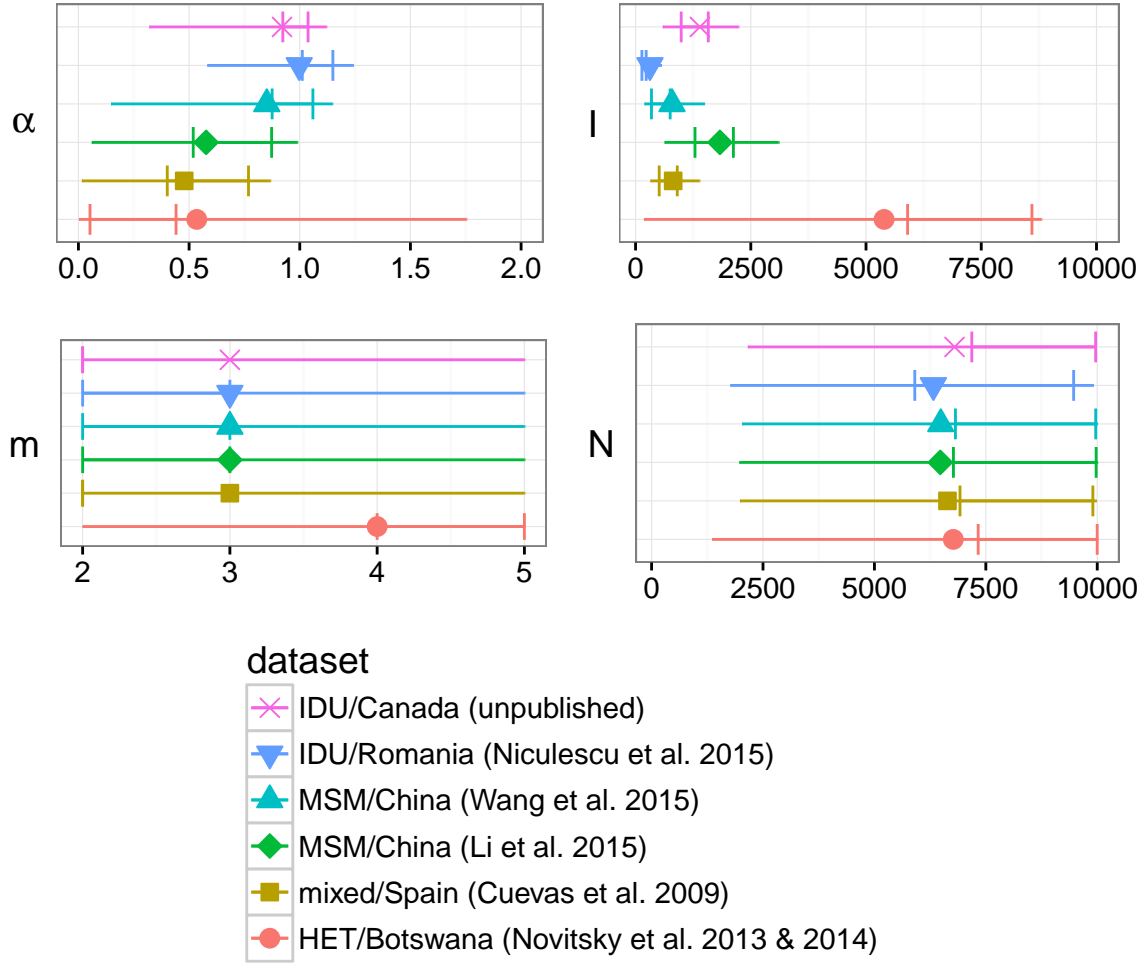 α
0.0 0.5 1.0 1.5 2.0
I
0 2500 5000 7500 10000
m
2 3 4 5
N
0 2500 5000 7500 10000
dataset
IDU/Canada (unpublished)
IDU/Romania (Niculescu et al. 2015)
MSM/China (Wang et al. 2015)
MSM/China (Li et al. 2015)
mixed/Spain (Cuevas et al. 2009)
HET/Botswana (Novitsky et al. 2013 & 2014)